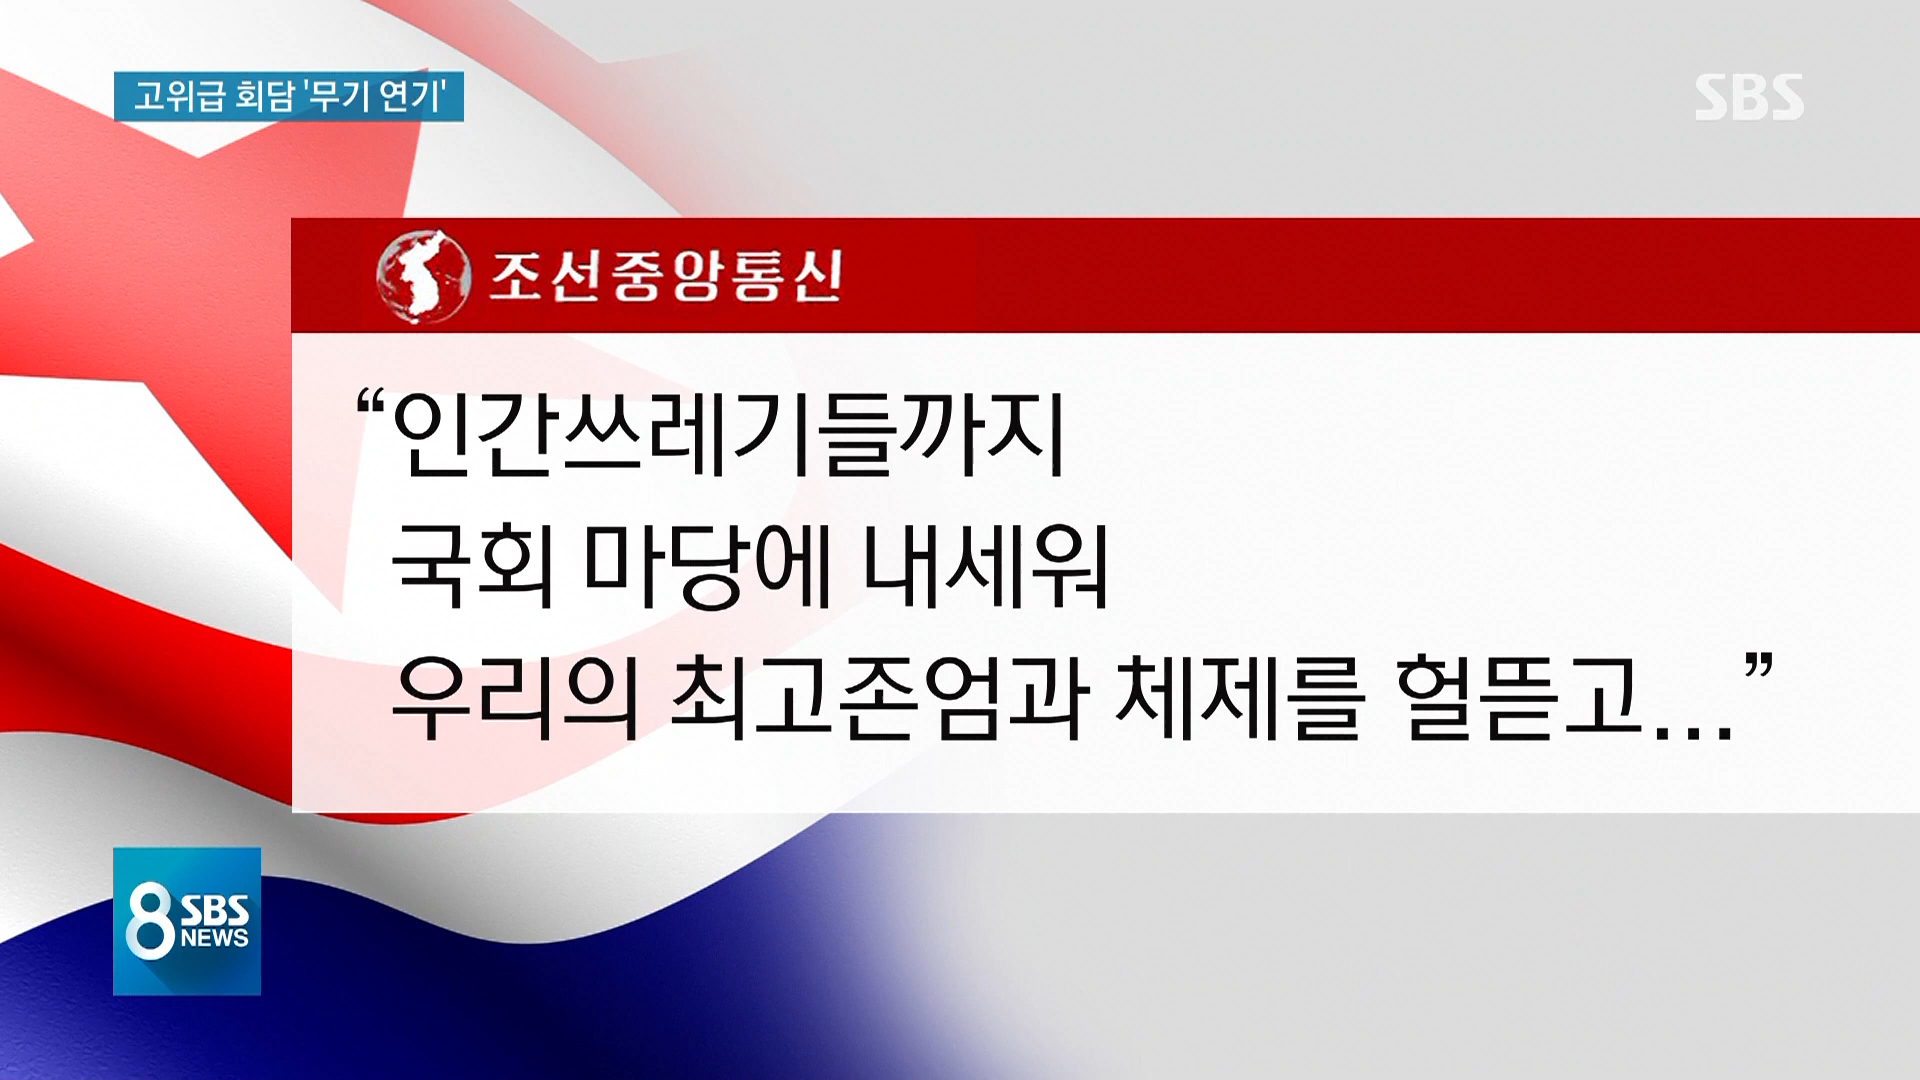 고위급 회담 '무기 연기'
SBS
조선중앙통신
“인간쓰레기들까지
국회 마당에 내세워
우리의 최고존엄과 체제를 헐뜯고...”
8 SBS
NEWS